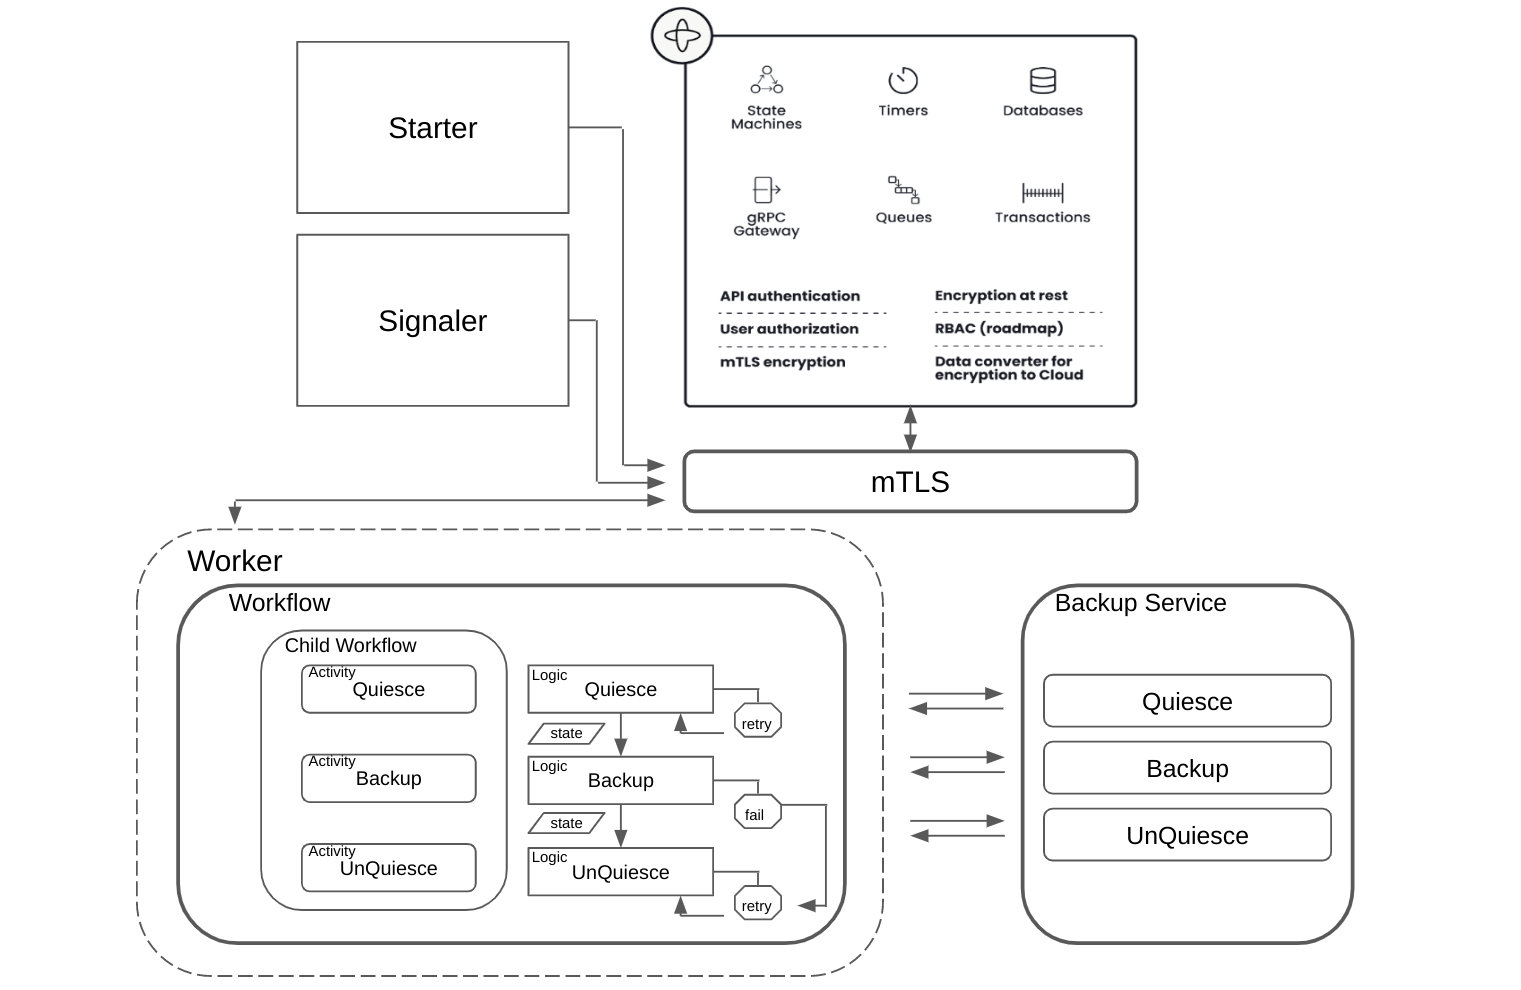 Starter
Signaler
State
Machines
Timers
Databases
gRPC
Gateway
Queues
Transactions
API authentication
User authorization
mTLS encryption
Encryption at rest
RBAC (roadmap)
Data converter for
encryption to Cloud
mTLS
Worker
Workflow
Child Workflow
Activity
Quiesce
Activity
Backup
Activity
UnQuiesce
Logic
Quiesce
retry
state
Logic
Backup
fail
state
Logic
UnQuiesce
retry
Backup Service
Quiesce
Backup
UnQuiesce